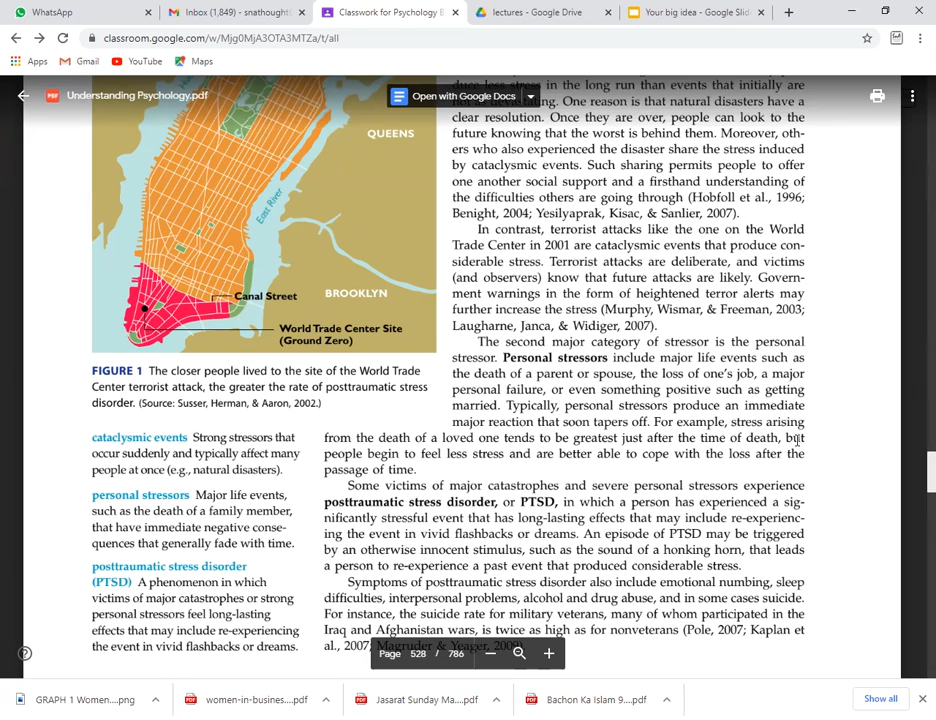 WhatsApp
Inbox (1,849) - snathought
Classwork for Psychology B
lectures - Google Drive
Your big idea - Google Slid
classroom.google.com/w/Mjg0MjA3OTA3MTZa/t/all
Apps
Gmail
YouTube
Maps
Understanding Psychology.pdf
Open with Google Docs
QUEENS
East River
Canal Street
BROOKLYN
World Trade Center Site
(Ground Zero)
FIGURE 1 The closer people lived to the site of the World Trade
Center terrorist attack, the greater the rate of posttraumatic stress
disorder. (Source: Susser, Herman, & Aaron, 2002.)
cataclysmic events Strong stressors that
occur suddenly and typically affect many
people at once (e.g., natural disasters).
personal stressors Major life events,
such as the death of a family member,
that have immediate negative conse-
quences that generally fade with time.
posttraumatic stress disorder
(PTSD) A phenomenon in which
victims of major catastrophes or strong
personal stressors feel long-lasting
effects that may include re-experiencing
the event in vivid flashbacks or dreams.
duce less stress in the long run than events that initially are
ting. One reason is that natural disasters have a
clear resolution. Once they are over, people can look to the
future knowing that the worst is behind them. Moreover, oth-
ers who also experienced the disaster share the stress induced
by cataclysmic events. Such sharing permits people to offer
one another social support and a firsthand understanding of
the difficulties others are going through (Hobfoll et al., 1996;
Benight, 2004; Yesilyaprak, Kisac, & Sanlier, 2007).
In contrast, terrorist attacks like the one on the World
Trade Center in 2001 are cataclysmic events that produce con-
siderable stress. Terrorist attacks are deliberate, and victims
(and observers) know that future attacks are likely. Govern-
ment warnings in the form of heightened terror alerts may
further increase the stress (Murphy, Wismar, & Freeman, 2003;
Laugharne, Janca, & Widiger, 2007).
The second major category of stressor is the personal
stressor. Personal stressors include major life events such as
the death of a parent or spouse, the loss of one's job, a major
personal failure, or even something positive such as getting
married. Typically, personal stressors produce an immediate
major reaction that soon tapers off. For example, stress arising
from the death of a loved one tends to be greatest just after the time of death, but
people begin to feel less stress and are better able to cope with the loss after the
passage of time.
Some victims of major catastrophes and severe personal stressors experience
posttraumatic stress disorder, or PTSD, in which a person has experienced a sig-
nificantly stressful event that has long-lasting effects that may include re-experienc-
ing the event in vivid flashbacks or dreams. An episode of PTSD may be triggered
by an otherwise innocent stimulus, such as the sound of a honking horn, that leads
a person to re-experience a past event that produced considerable stress.
Symptoms of posttraumatic stress disorder also include emotional numbing, sleep
difficulties, interpersonal problems, alcohol and drug abuse, and in some cases suicide.
For instance, the suicide rate for military veterans, many of whom participated in the
Iraq and Afghanistan wars, is twice as high as for nonveterans (Pole, 2007; Kaplan et
al., 2007; Magruder & Yeager, 2009).
Page 528 / 786
GRAPH 1 Women....png
women-in-busines....pdf
Jasarat Sunday Ma....pdf
Bachon Ka Islam 9....pdf
Show all